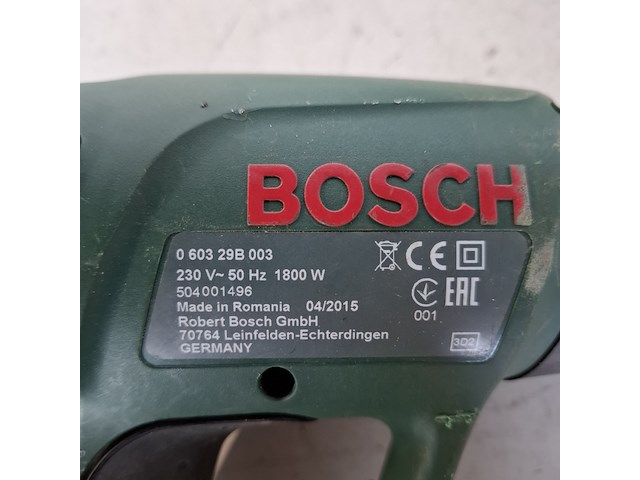 BOSCH
0 603 29B 003
230 V~ 50 Hz 1800 W
504001496
Made in Romania 04/2015
Robert Bosch GmbH
70764 Leinfelden-Echterdingen
GERMANY
CE
EAC
001
3D2